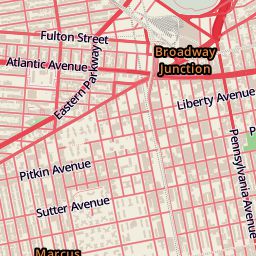 Fulton Street
Broadway
Junction
Atlantic Avenue
Eastern Parkway
Liberty Avenue
Pennsylvania Avenue
Pitkin Avenue
Sutter Avenue
Marcus